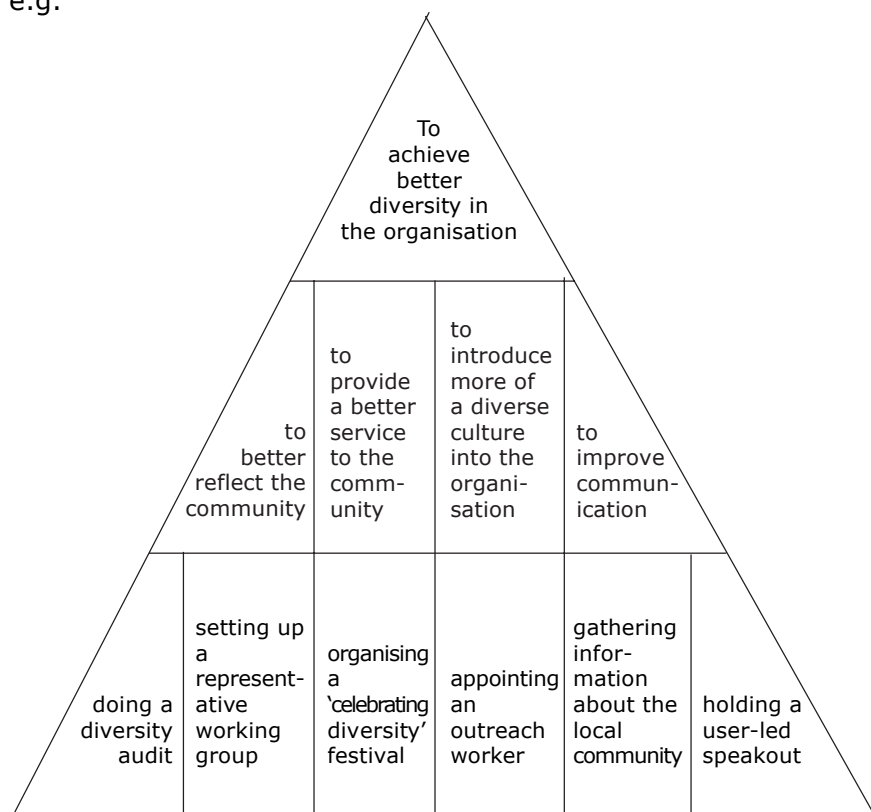 e.g.
To
achieve
better
diversity in
the organisation
to
better
reflect the
community
to
provide
a better
service
to the
comm-
unity
to
introduce
more of
a diverse
culture
into the
organi-
sation
to
improve
commun-
ication
doing a
diversity
audit
setting up
a
represent-
ative
working
group
organising
a
‘celebrating
diversity’
festival
appointing
an
outreach
worker
gathering
infor-
mation
about the
local
community
holding a
user-led
speakout